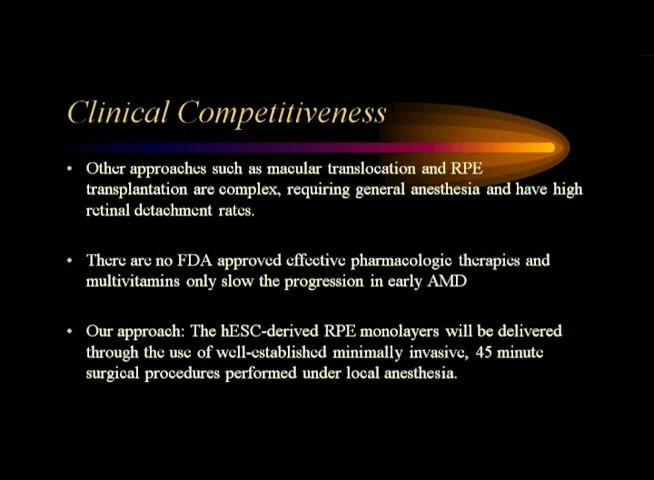 Clinical Competitiveness
• Other approaches such as macular translocation and RPE
transplantation are complex, requiring general anesthesia and have high
retinal detachment rates.
• There are no FDA approved effective pharmacologic therapies and
multivitamins only slow the progression in early AMD
• Our approach: The hESC-derived RPE monolayers will be delivered
through the use of well-established minimally invasive, 45 minute
surgical procedures performed under local anesthesia.